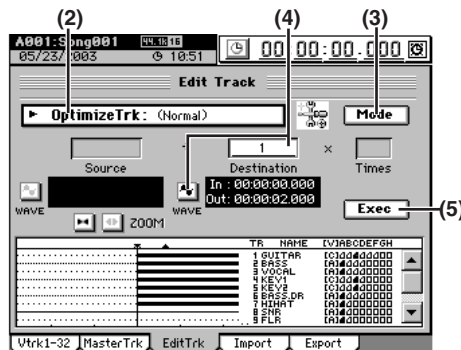 (2) (4) (3)
A001:Song001 44.1k 16
05/23/2003 10:51 00:00:00.000
Edit Track
OptimizeTrk: (Normal) Mode
1 ×
Source Destination Times
In : 00:00:00.000
Out: 00:00:02.000
WAVE WAVE Exec (5)
ZOOM
TR NAME [V]ABCDEFGH
1 GUITAR
2 BASS
3 VOCAL
4 KEY1
5 KEY2
6 BASS.DR
7 HIHAT
8 SNR
9 FLR
Vtrk1-32 MasterTrk EditTrk Import Export